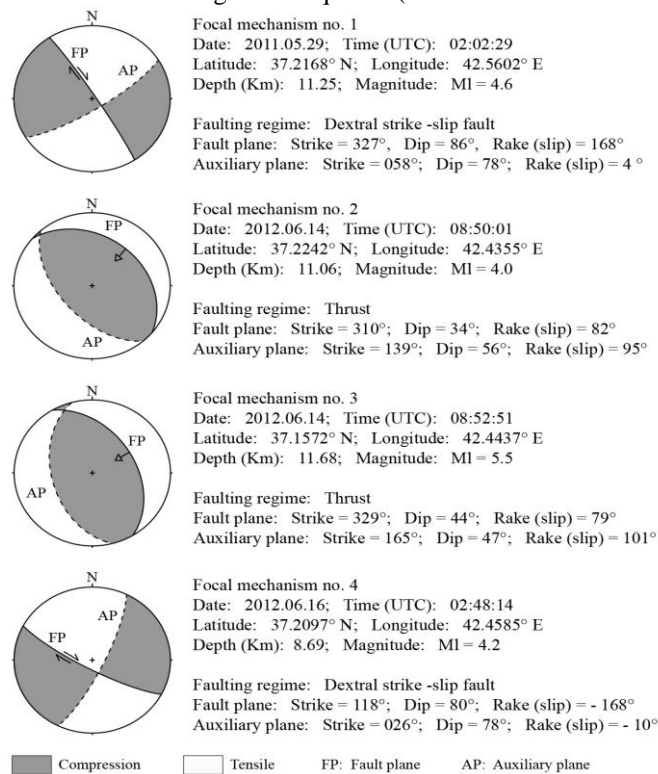 N
FP
AP
Focal mechanism no. 1
Date: 2011.05.29; Time (UTC): 02:02:29
Latitude: 37.2168° N; Longitude: 42.5602° E
Depth (Km): 11.25; Magnitude: Ml = 4.6
Faulting regime: Dextral strike -slip fault
Fault plane: Strike = 327°, Dip = 86°, Rake (slip) = 168°
Auxiliary plane: Strike = 058°; Dip = 78°; Rake (slip) = 4 °
N
FP
AP
Focal mechanism no. 2
Date: 2012.06.14; Time (UTC): 08:50:01
Latitude: 37.2242° N; Longitude: 42.4355° E
Depth (Km): 11.06; Magnitude: Ml = 4.0
Faulting regime: Thrust
Fault plane: Strike = 310°; Dip = 34°; Rake (slip) = 82°
Auxiliary plane: Strike = 139°; Dip = 56°; Rake (slip) = 95°
N
FP
AP
Focal mechanism no. 3
Date: 2012.06.14; Time (UTC): 08:52:51
Latitude: 37.1572° N; Longitude: 42.4437° E
Depth (Km): 11.68; Magnitude: Ml = 5.5
Faulting regime: Thrust
Fault plane: Strike = 329°; Dip = 44°; Rake (slip) = 79°
Auxiliary plane: Strike = 165°; Dip = 47°; Rake (slip) = 101°
N
AP
FP
Focal mechanism no. 4
Date: 2012.06.16; Time (UTC): 02:48:14
Latitude: 37.2097° N; Longitude: 42.4585° E
Depth (Km): 8.69; Magnitude: Ml = 4.2
Faulting regime: Dextral strike -slip fault
Fault plane: Strike = 118°; Dip = 80°; Rake (slip) = - 168°
Auxiliary plane: Strike = 026°; Dip = 78°; Rake (slip) = - 10°
Compression Tensile FP: Fault plane AP: Auxiliary plane